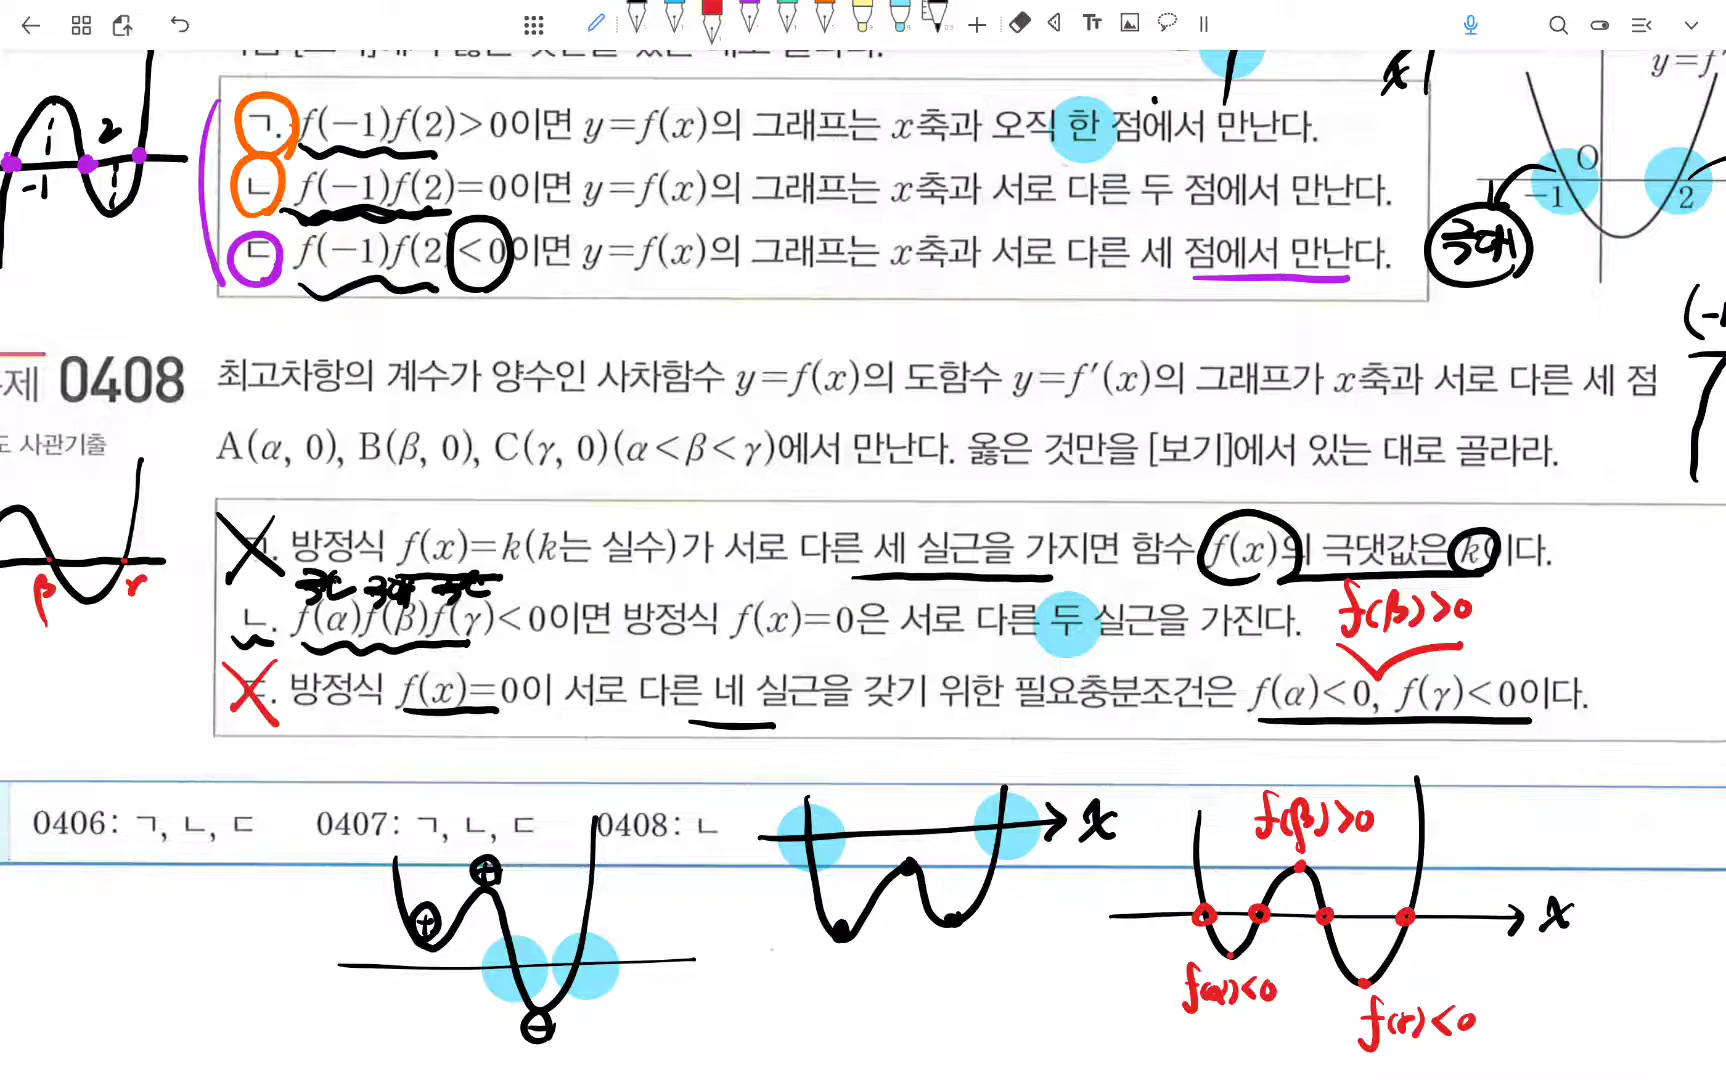 ㄱ. f(−1)f(2)>0이면 y=f(x)의 그래프는 x축과 오직 한 점에서 만난다.
ㄴ. f(−1)f(2)=0이면 y=f(x)의 그래프는 x축과 서로 다른 두 점에서 만난다.
ㄷ. f(−1)f(2)<0이면 y=f(x)의 그래프는 x축과 서로 다른 세 점에서 만난다.
2
-1
x
y=f
O
−1
2
(-1
제 0408 최고차항의 계수가 양수인 사차함수 y=f(x)의 도함수 y=f′(x)의 그래프가 x축과 서로 다른 세 점
도 사관기출 A(α, 0), B(β, 0), C(γ, 0)(α<β<γ)에서 만난다. 옳은 것만을 [보기]에서 있는 대로 골라라.
ㄱ. 방정식 f(x)=k(k는 실수)가 서로 다른 세 실근을 가지면 함수 f(x)의 극댓값은 k이다.
β r
f(β)>0
ㄴ. f(α)f(β)f(γ)<0이면 방정식 f(x)=0은 서로 다른 두 실근을 가진다.
ㄷ. 방정식 f(x)=0이 서로 다른 네 실근을 갖기 위한 필요충분조건은 f(α)<0, f(γ)<0이다.
0406: ㄱ, ㄴ, ㄷ 0407: ㄱ, ㄴ, ㄷ 0408: ㄴ
x
f(β)>0
x
+
+
−
f(α)<0
f(r)<0